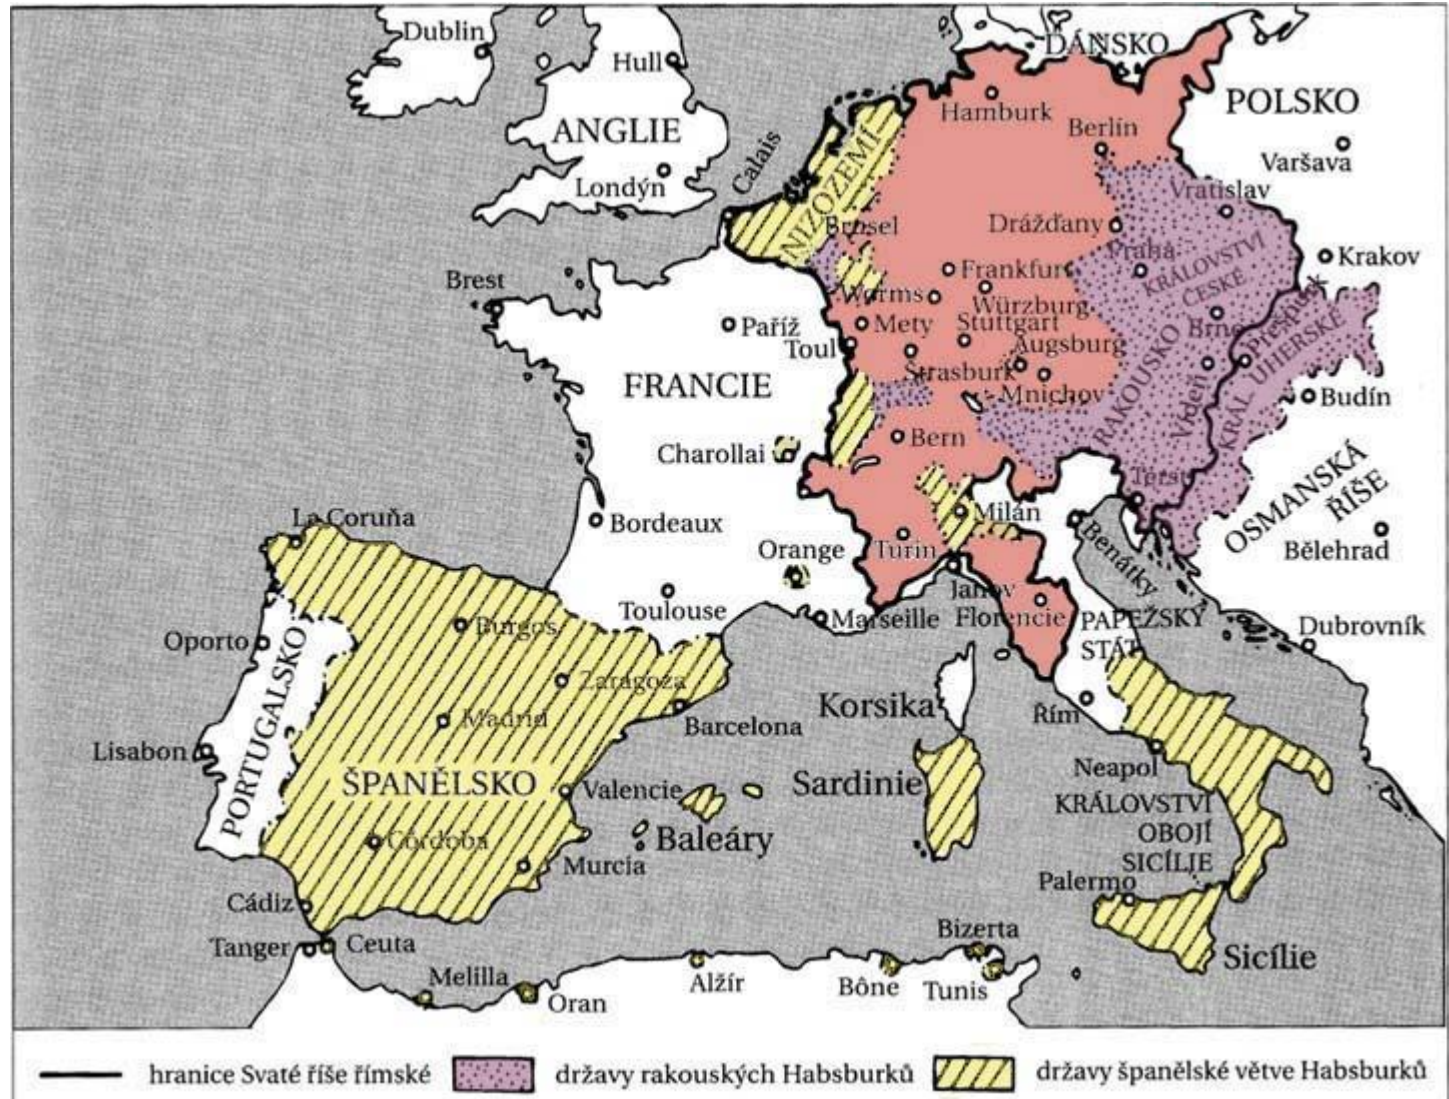 Dublin
Hull
DÁNSKO
POLSKO
ANGLIE
Hamburk
Berlín
Varšava
Londýn
Calais
NIZOZEMÍ
Vratislav
Brusel
Drážďany
Praha
KRÁLOVSTVÍ
ČESKÉ
Krakov
Brest
Frankfurt
Worms
Würzburg
Paříž
Mety
Stuttgart
Brno
Prešpurk
Toul
Augsburg
Štrasburk
Mnichov
FRANCIE
RAKOUSKO
Vídeň
KRÁL UHERSKÉ
Budín
Charollai
Bern
Terst
OSMANSKÁ
ŘÍŠE
La Coruňa
Bordeaux
Milán
Orange
Turín
Benátky
Bělehrad
Janov
Toulouse
Marseille
Florencie
PAPEŽSKÝ
STÁT
Dubrovník
Oporto
Burgos
PORTUGALSKO
Zaragoza
Madrid
Barcelona
Korsika
Řím
Lisabon
ŠPANĚLSKO
Valencie
Sardinie
Neapol
KRÁLOVSTVÍ
OBOJÍ
SICÍLIE
Córdoba
Baleáry
Murcia
Palermo
Cádiz
Tanger
Ceuta
Bizerta
Sicílie
Melilla
Oran
Alžír
Bône
Tunis
hranice Svaté říše římské
državy rakouských Habsburků
državy španělské větve Habsburků